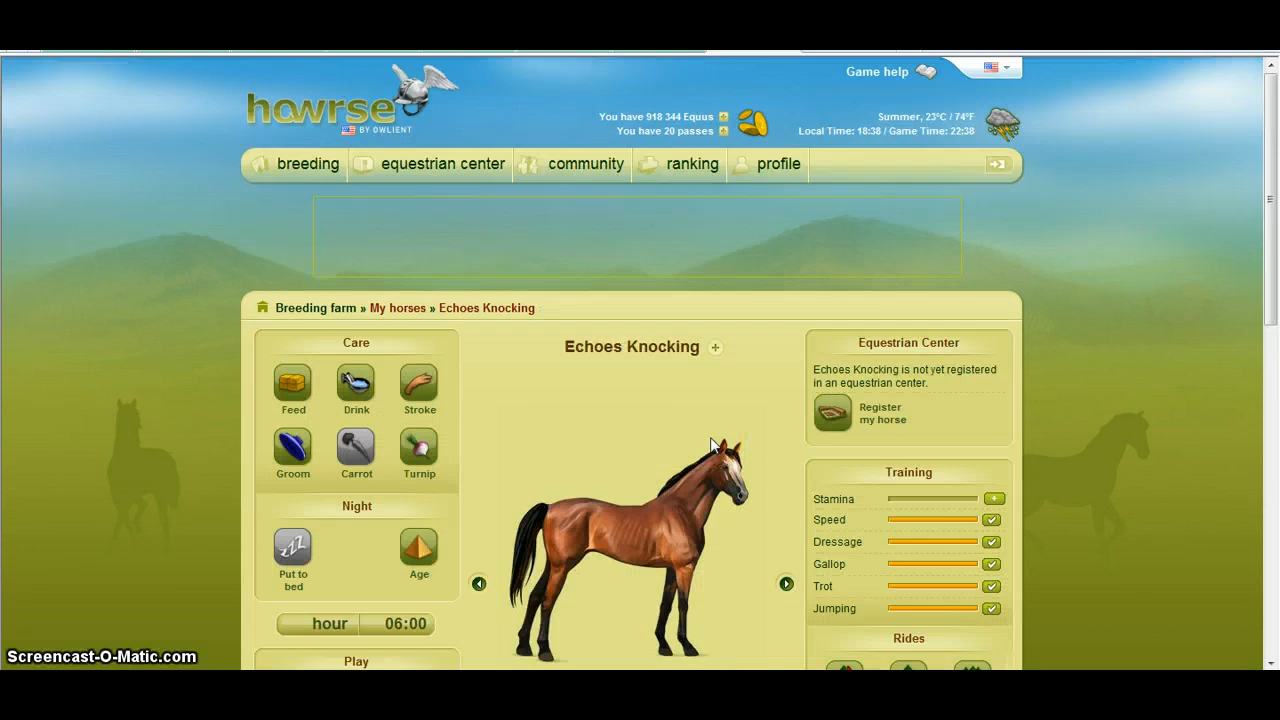 Game help
howrse
BY OWLIENT
You have 918 344 Equus
You have 20 passes
Summer, 23°C / 74°F
Local Time: 18:38 / Game Time: 22:38
breeding
equestrian center
community
ranking
profile
Breeding farm » My horses » Echoes Knocking
Care
Feed
Drink
Stroke
Groom
Carrot
Turnip
Night
Put to
bed
Age
hour 06:00
Play
Echoes Knocking
Equestrian Center
Echoes Knocking is not yet registered
in an equestrian center.
Register
my horse
Training
Stamina
Speed
Dressage
Gallop
Trot
Jumping
Rides
Screencast-O-Matic.com